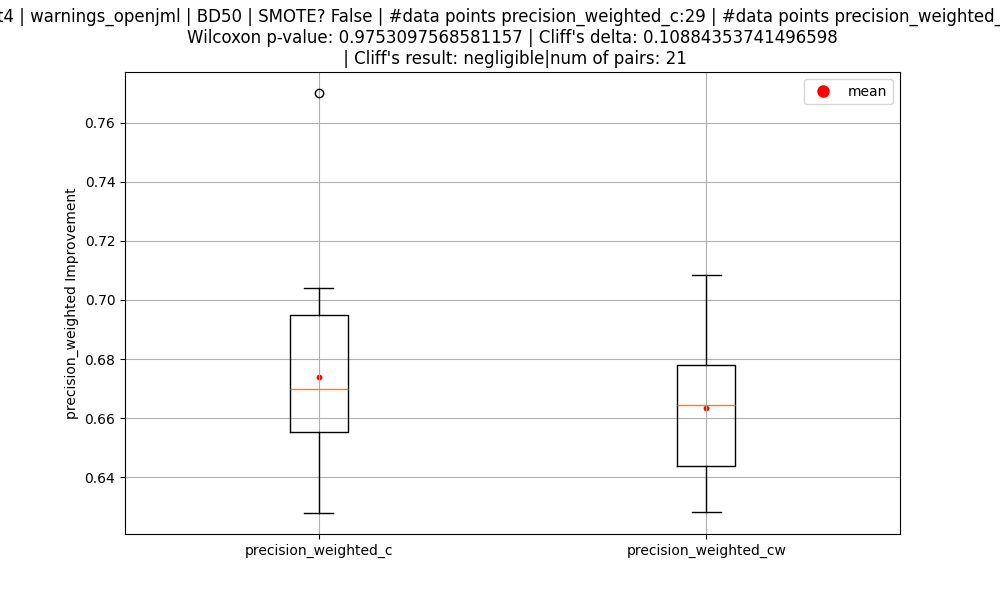 t4 | warnings_openjml | BD50 | SMOTE? False | #data points precision_weighted_c:29 | #data points precision_weighted_
Wilcoxon p-value: 0.9753097568581157 | Cliff's delta: 0.10884353741496598
| Cliff's result: negligible|num of pairs: 21
mean
0.76
0.74
0.72
0.70
0.68
0.66
0.64
precision_weighted Improvement
precision_weighted_c
precision_weighted_cw